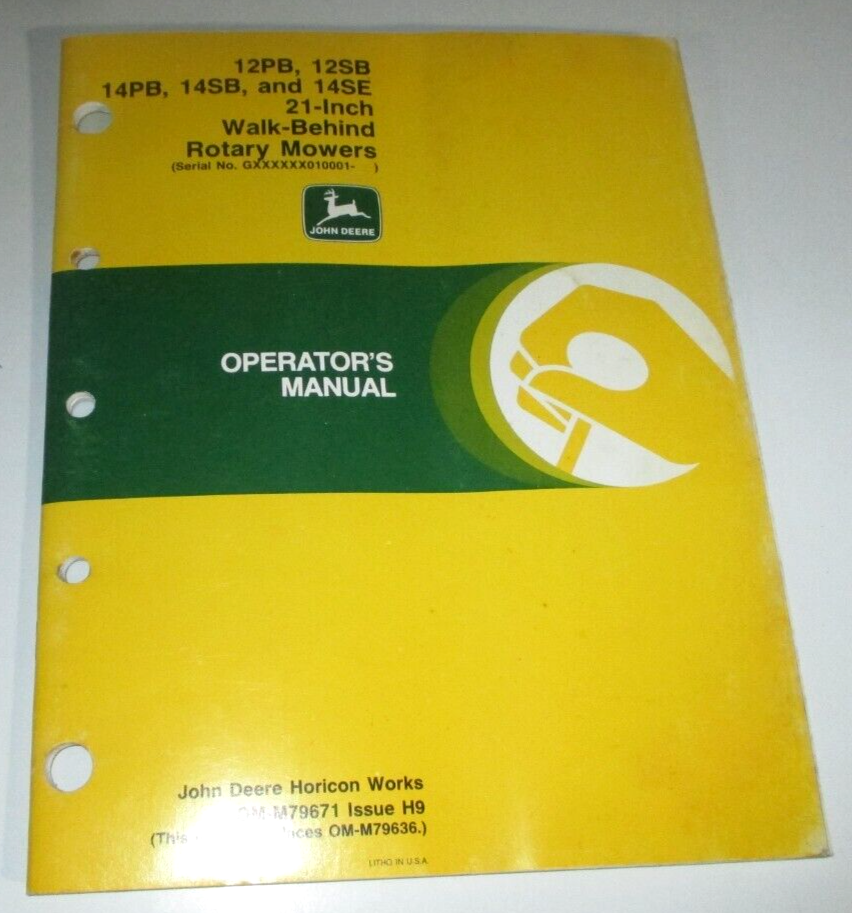 12PB, 12SB
14PB, 14SB, and 14SE
21-Inch
Walk-Behind
Rotary Mowers
(Serial No. GXXXXXX010001- )
JOHN DEERE
OPERATOR'S
MANUAL
John Deere Horicon Works
OM-M79671 Issue H9
(This OM-M79636.)
LITHO IN U.S.A.